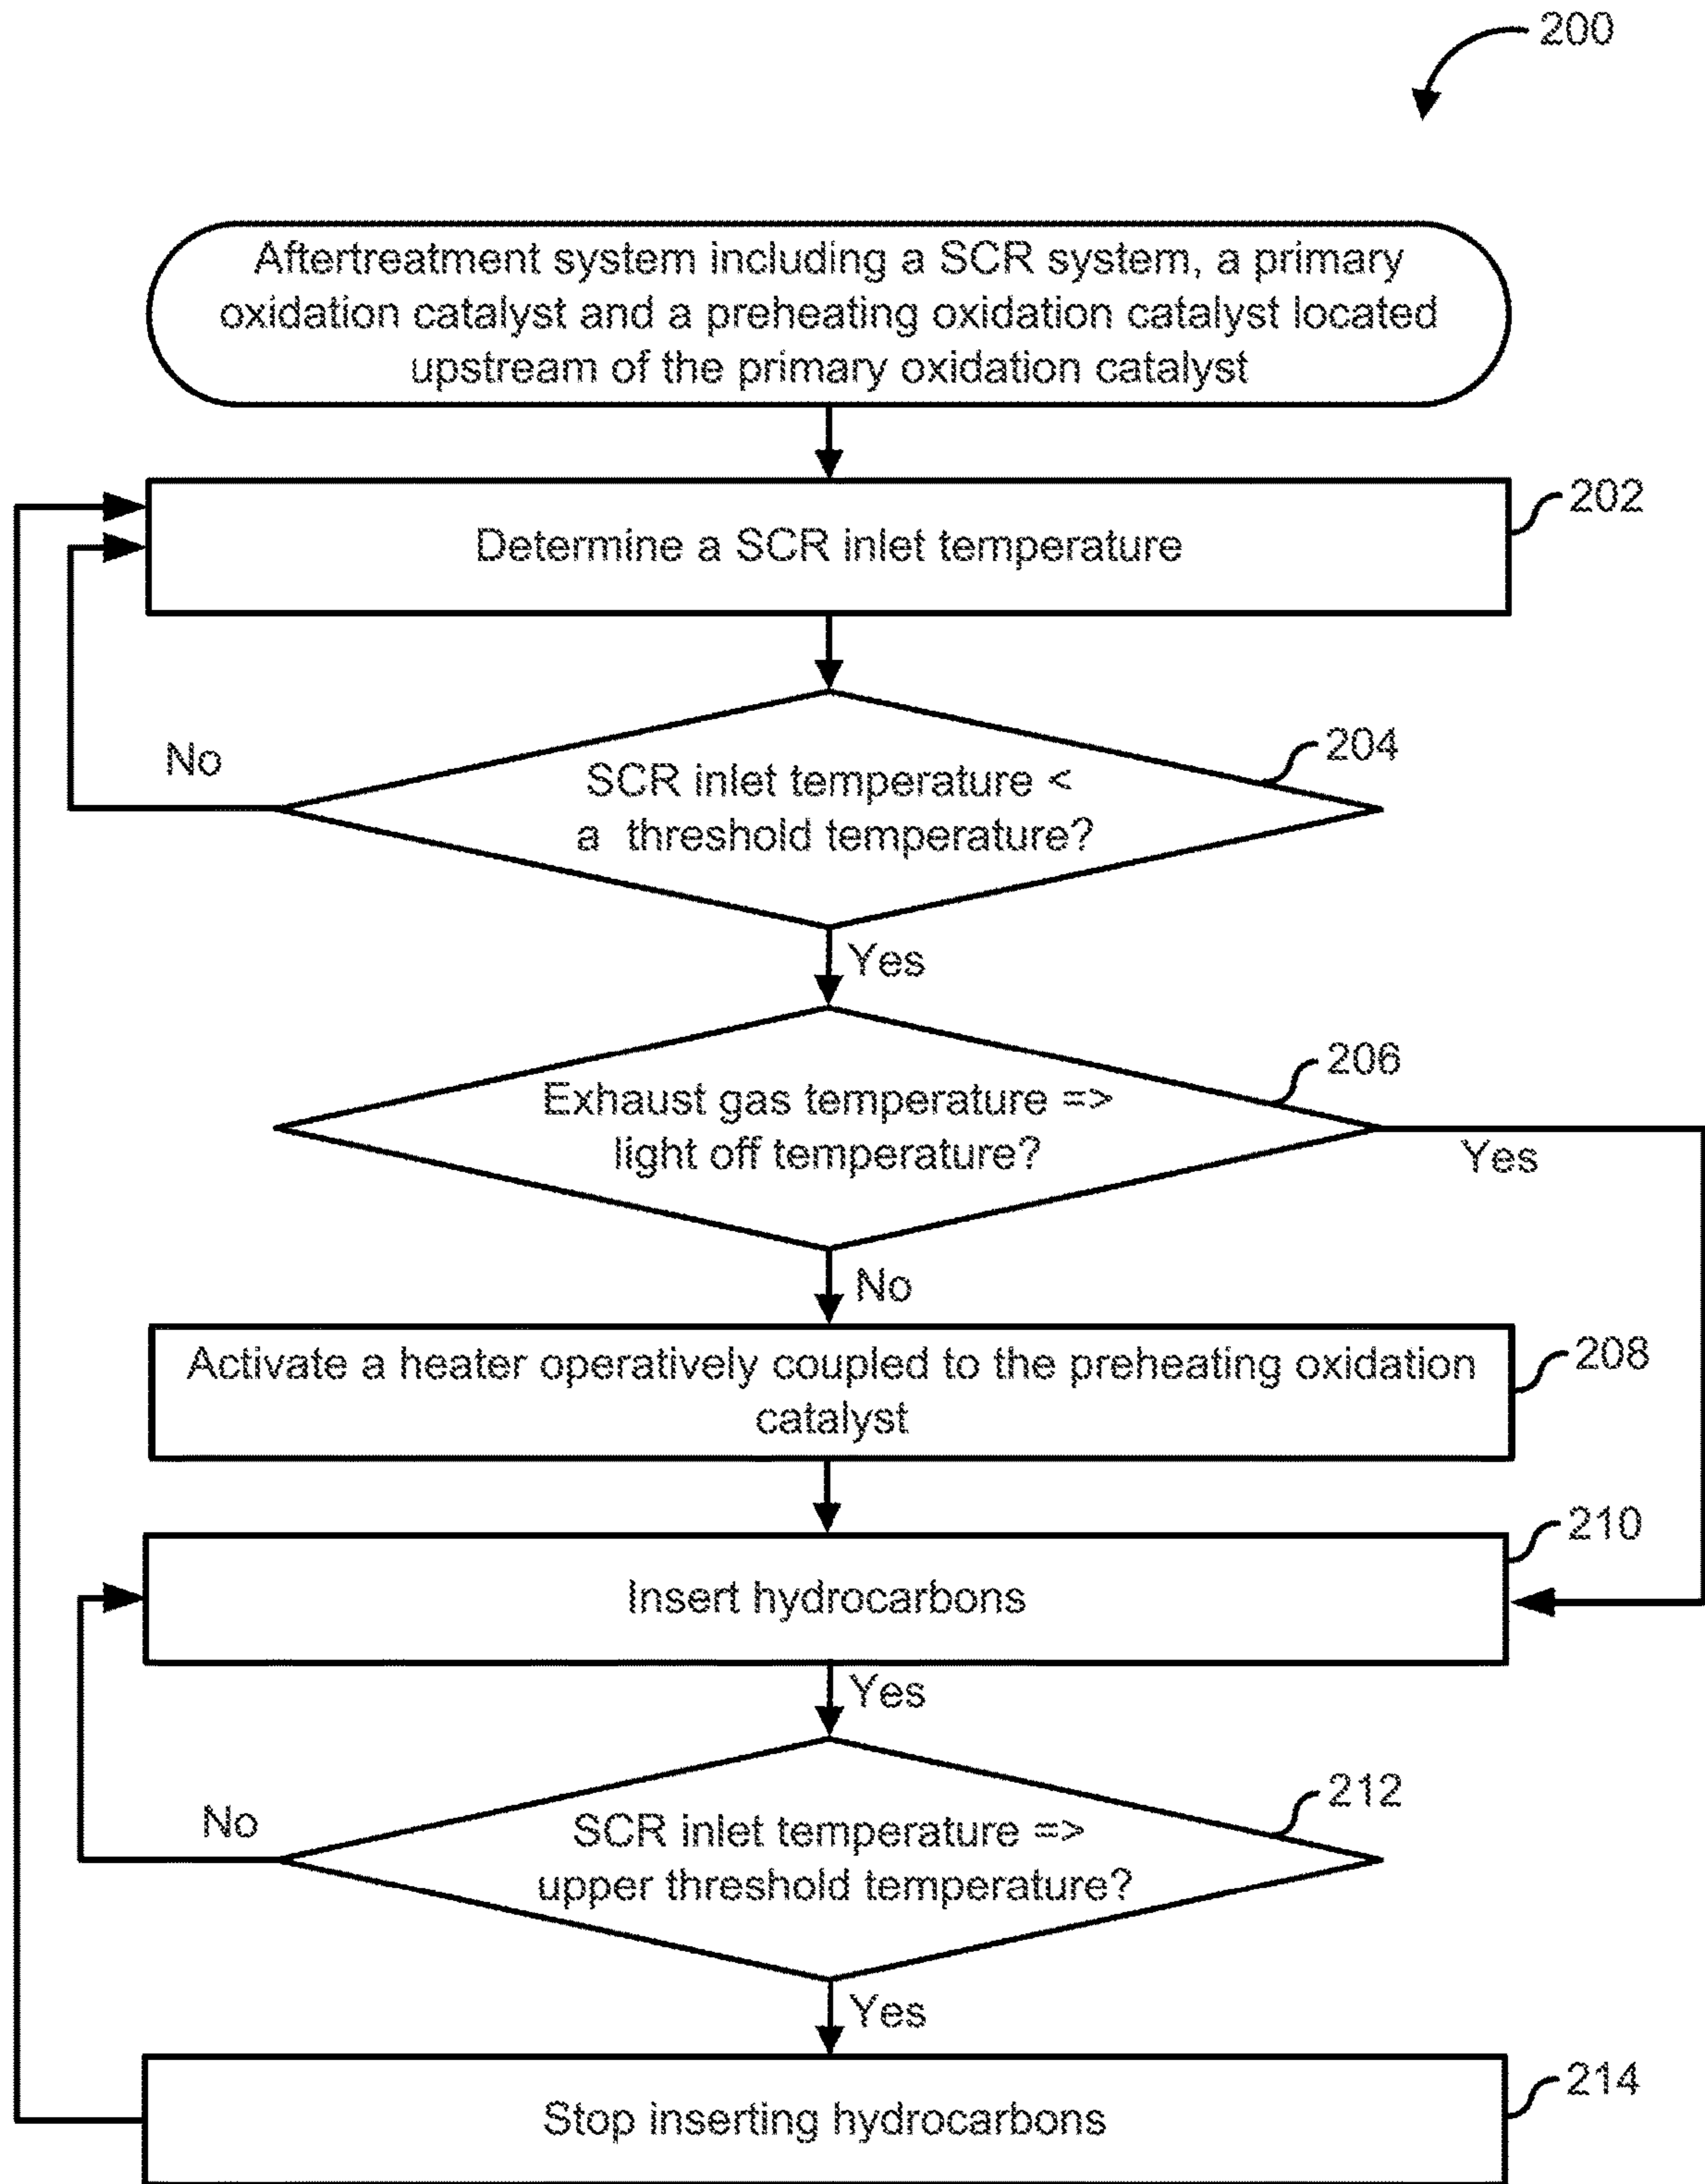 200
Aftertreatment system including a SCR system, a primary
oxidation catalyst and a preheating oxidation catalyst located
upstream of the primary oxidation catalyst
202
Determine a SCR inlet temperature
204
No
SCR inlet temperature <
a threshold temperature?
Yes
206
Exhaust gas temperature =>
light off temperature?
Yes
No
208
Activate a heater operatively coupled to the preheating oxidation
catalyst
210
Insert hydrocarbons
Yes
212
No
SCR inlet temperature =>
upper threshold temperature?
Yes
214
Stop inserting hydrocarbons